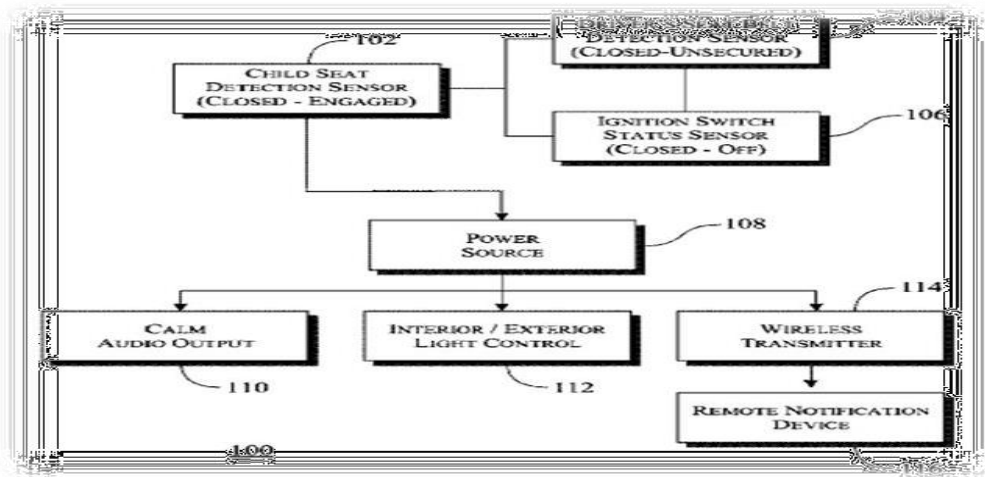 102
CHILD SEAT
DETECTION SENSOR
(CLOSED - ENGAGED)
DETECTION SENSOR
(CLOSED-UNSECURED)
IGNITION SWITCH
STATUS SENSOR
(CLOSED - OFF)
106
POWER
SOURCE
108
114
CALM
AUDIO OUTPUT
INTERIOR / EXTERIOR
LIGHT CONTROL
WIRELESS
TRANSMITTER
110
112
REMOTE NOTIFICATION
DEVICE
100